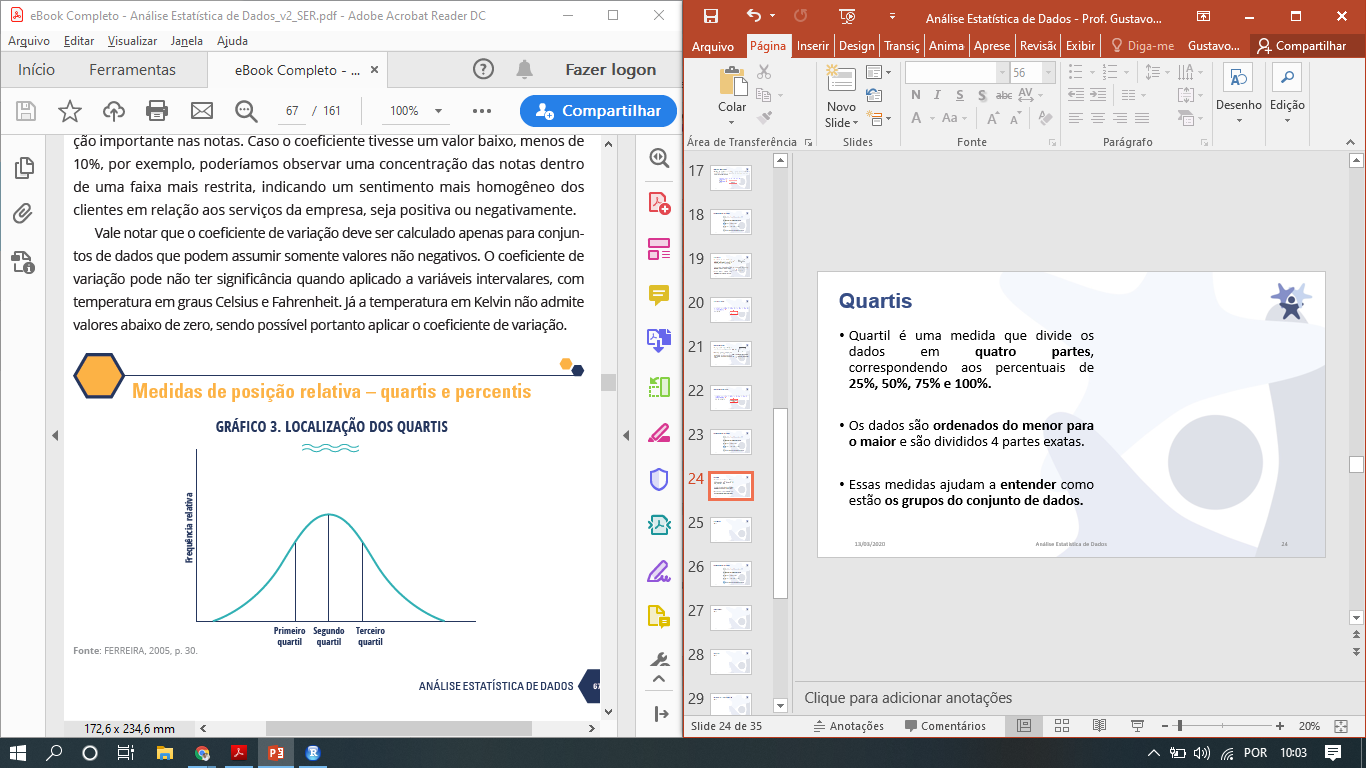 eBook Completo - Análise Estatística de Dados_v2_SER.pdf - Adobe Acrobat Reader DC
Arquivo Editar Visualizar Janela Ajuda
Início Ferramentas eBook Completo - ... Fazer logon
67 / 161 100% Compartilhar
ção importante nas notas. Caso o coeficiente tivesse um valor baixo, menos de
10%, por exemplo, poderíamos observar uma concentração das notas dentro
de uma faixa mais restrita, indicando um sentimento mais homogêneo dos
clientes em relação aos serviços da empresa, seja positiva ou negativamente.
Vale notar que o coeficiente de variação deve ser calculado apenas para conjun-
tos de dados que podem assumir somente valores não negativos. O coeficiente de
variação pode não ter significância quando aplicado a variáveis intervalares, com
temperatura em graus Celsius e Fahrenheit. Já a temperatura em Kelvin não admite
valores abaixo de zero, sendo possível portanto aplicar o coeficiente de variação.
Medidas de posição relativa – quartis e percentis
GRÁFICO 3. LOCALIZAÇÃO DOS QUARTIS
Frequência relativa
Primeiro Segundo Terceiro
quartil quartil quartil
Fonte: FERREIRA, 2005, p. 30.
ANÁLISE ESTATÍSTICA DE DADOS 67
172,6 x 234,6 mm
Análise Estatística de Dados - Prof. Gustavo...
Arquivo Página Inserir Design Transiç Anima Aprese Revisão Exibir Diga-me Gustavo... Compartilhar
56
Colar Novo Slide N I S S abc AV A Aa A A Desenho Edição
Área de Transferência Slides Fonte Parágrafo
17
18
19
20
21
22
23
24
25
26
27
28
29
Quartis
• Quartil é uma medida que divide os
dados em quatro partes,
correspondendo aos percentuais de
25%, 50%, 75% e 100%.
• Os dados são ordenados do menor para
o maior e são divididos 4 partes exatas.
• Essas medidas ajudam a entender como
estão os grupos do conjunto de dados.
13/03/2020 Análise Estatística de Dados 24
Clique para adicionar anotações
Slide 24 de 35 Anotações Comentários 20%
POR 10:03